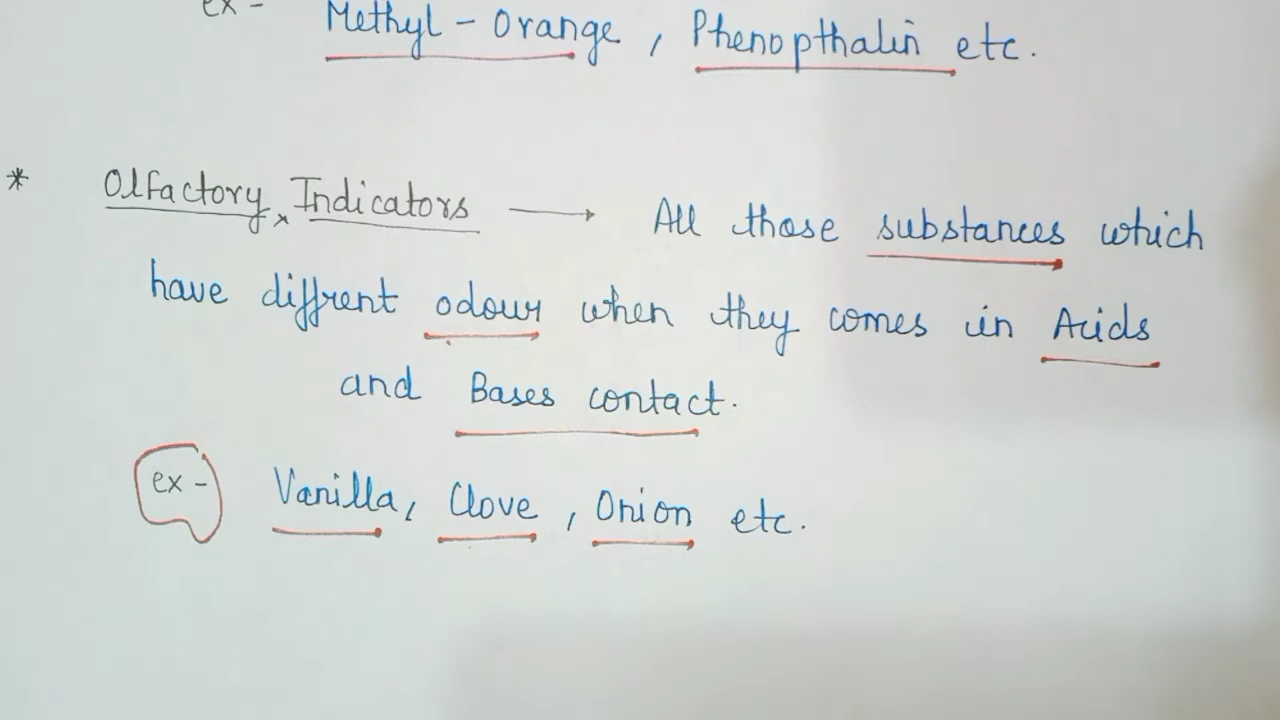 ex -
Methyl - Orange , Phenopthalin etc.
* Olfactory Indicators → All those substances which
have diffrent odour when they comes in Acids
and Bases contact.
ex - Vanilla, Clove , Onion etc.